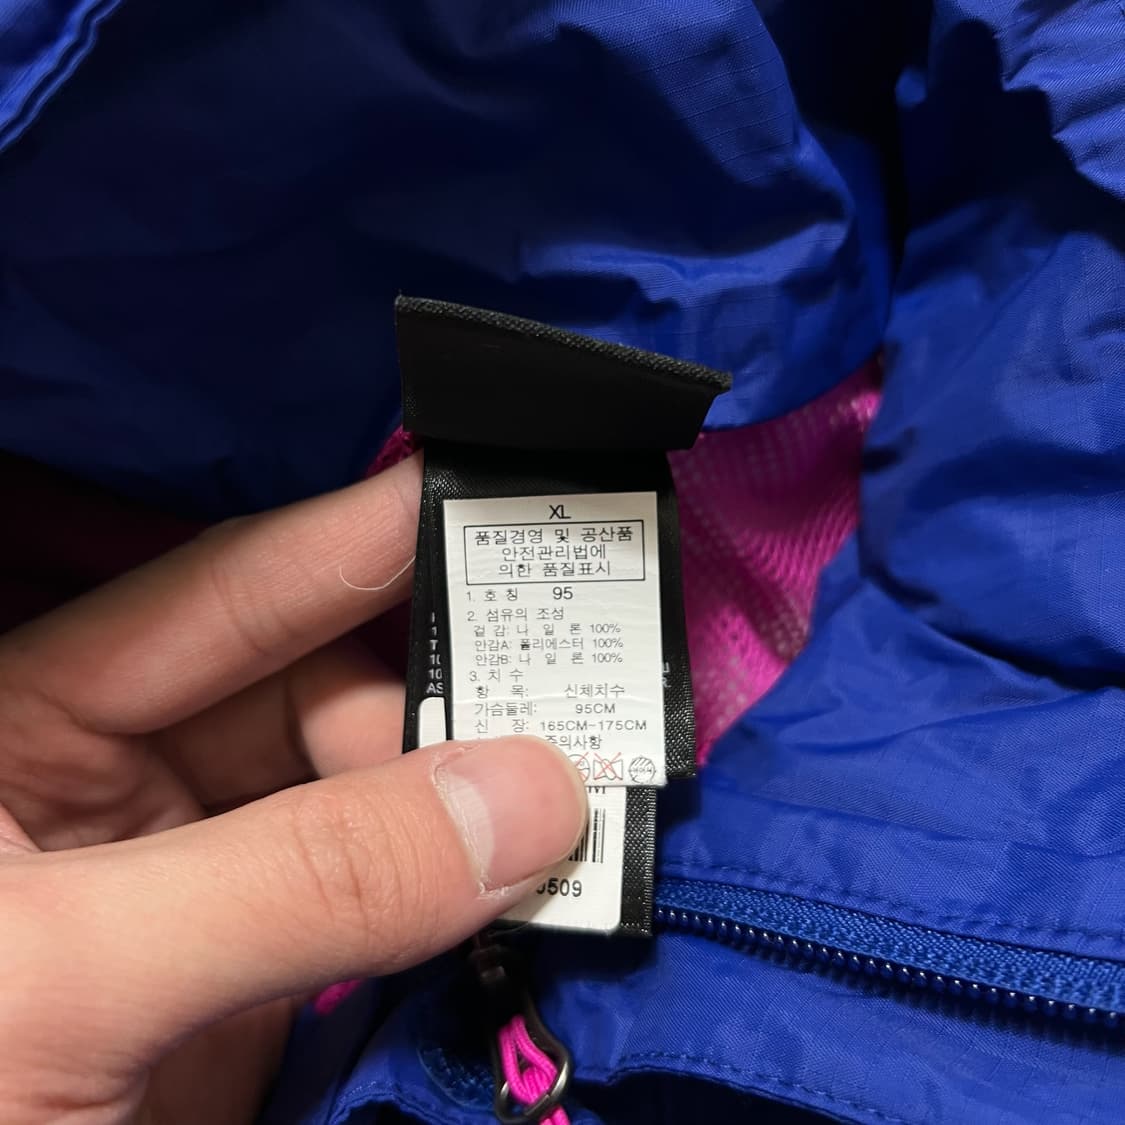 XL
품질경영 및 공산품
안전관리법에
의한 품질표시
1. 호 칭 95
2. 섬유의 조성
겉 감: 나 일 론 100%
안감A: 폴리에스터 100%
안감B: 나 일 론 100%
3. 치 수
항 목: 신체치수
가슴둘레: 95CM
신 장: 165CM-175CM
주의사항
509